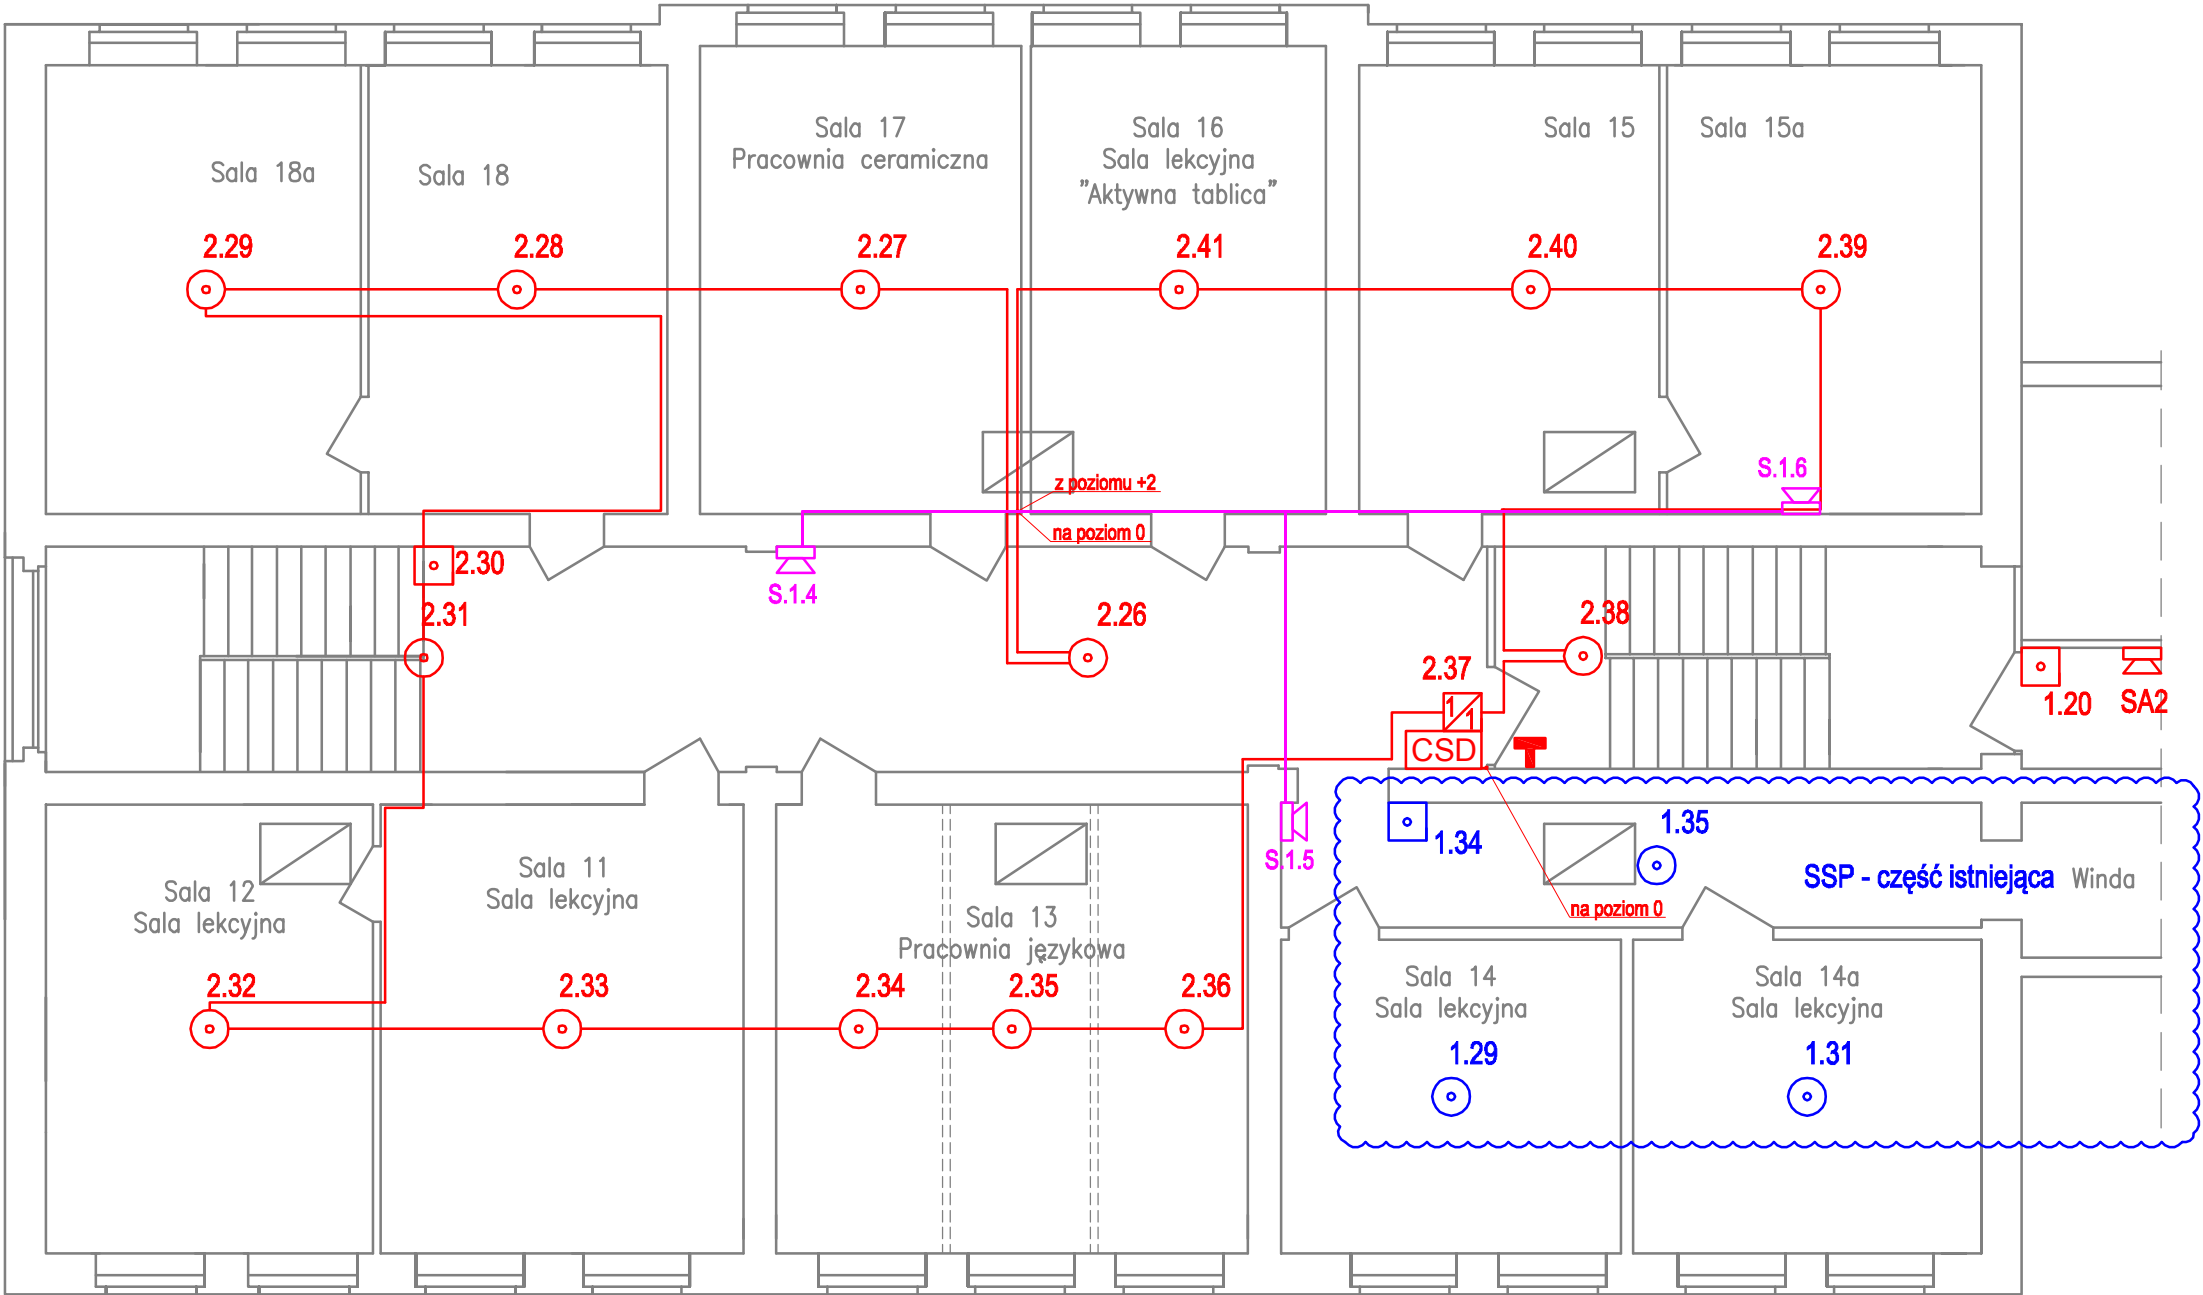 Sala 17
Pracownia ceramiczna
Sala 16
Sala lekcyjna
"Aktywna tablica"
Sala 15
Sala 15a
Sala 18a
Sala 18
2.29
2.28
2.27
2.41
2.40
2.39
S.1.6
z poziomu +2
na poziom 0
2.30
S.1.4
2.31
2.26
2.38
2.37
1/1
CSD
1.20
SA2
1.34
1.35
S.1.5
SSP - część istniejąca
Winda
na poziom 0
Sala 12
Sala lekcyjna
Sala 11
Sala lekcyjna
Sala 13
Pracownia językowa
Sala 14
Sala lekcyjna
Sala 14a
Sala lekcyjna
2.32
2.33
2.34
2.35
2.36
1.29
1.31